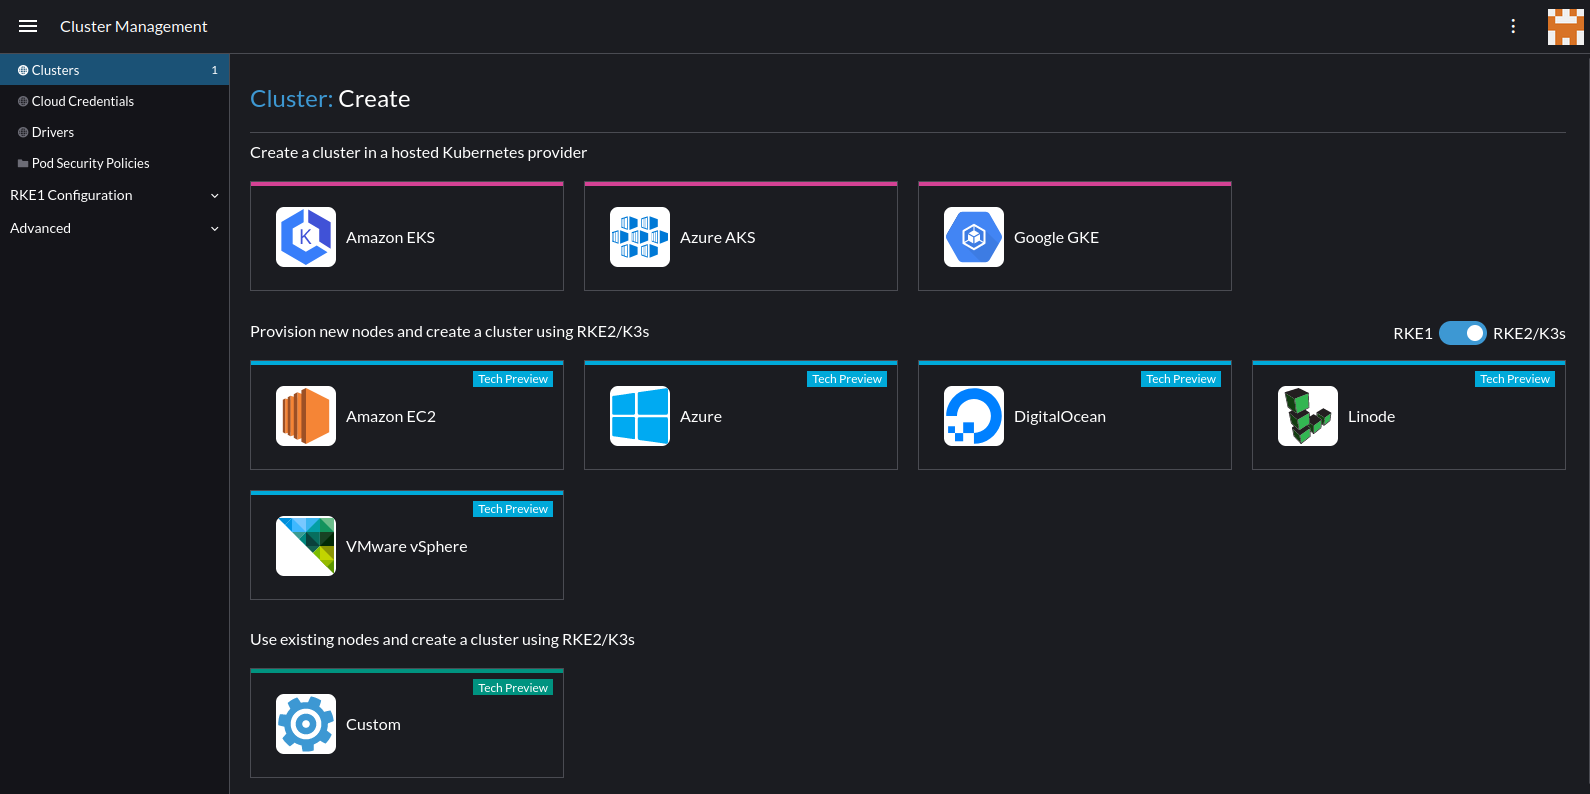 Cluster Management
Clusters 1
Cloud Credentials
Drivers
Pod Security Policies
RKE1 Configuration
Advanced
Cluster: Create
Create a cluster in a hosted Kubernetes provider
K
Amazon EKS
Azure AKS
Google GKE
Provision new nodes and create a cluster using RKE2/K3s
RKE1 RKE2/K3s
Tech Preview
Amazon EC2
Tech Preview
Azure
Tech Preview
DigitalOcean
Tech Preview
Linode
Tech Preview
VMware vSphere
Use existing nodes and create a cluster using RKE2/K3s
Tech Preview
Custom